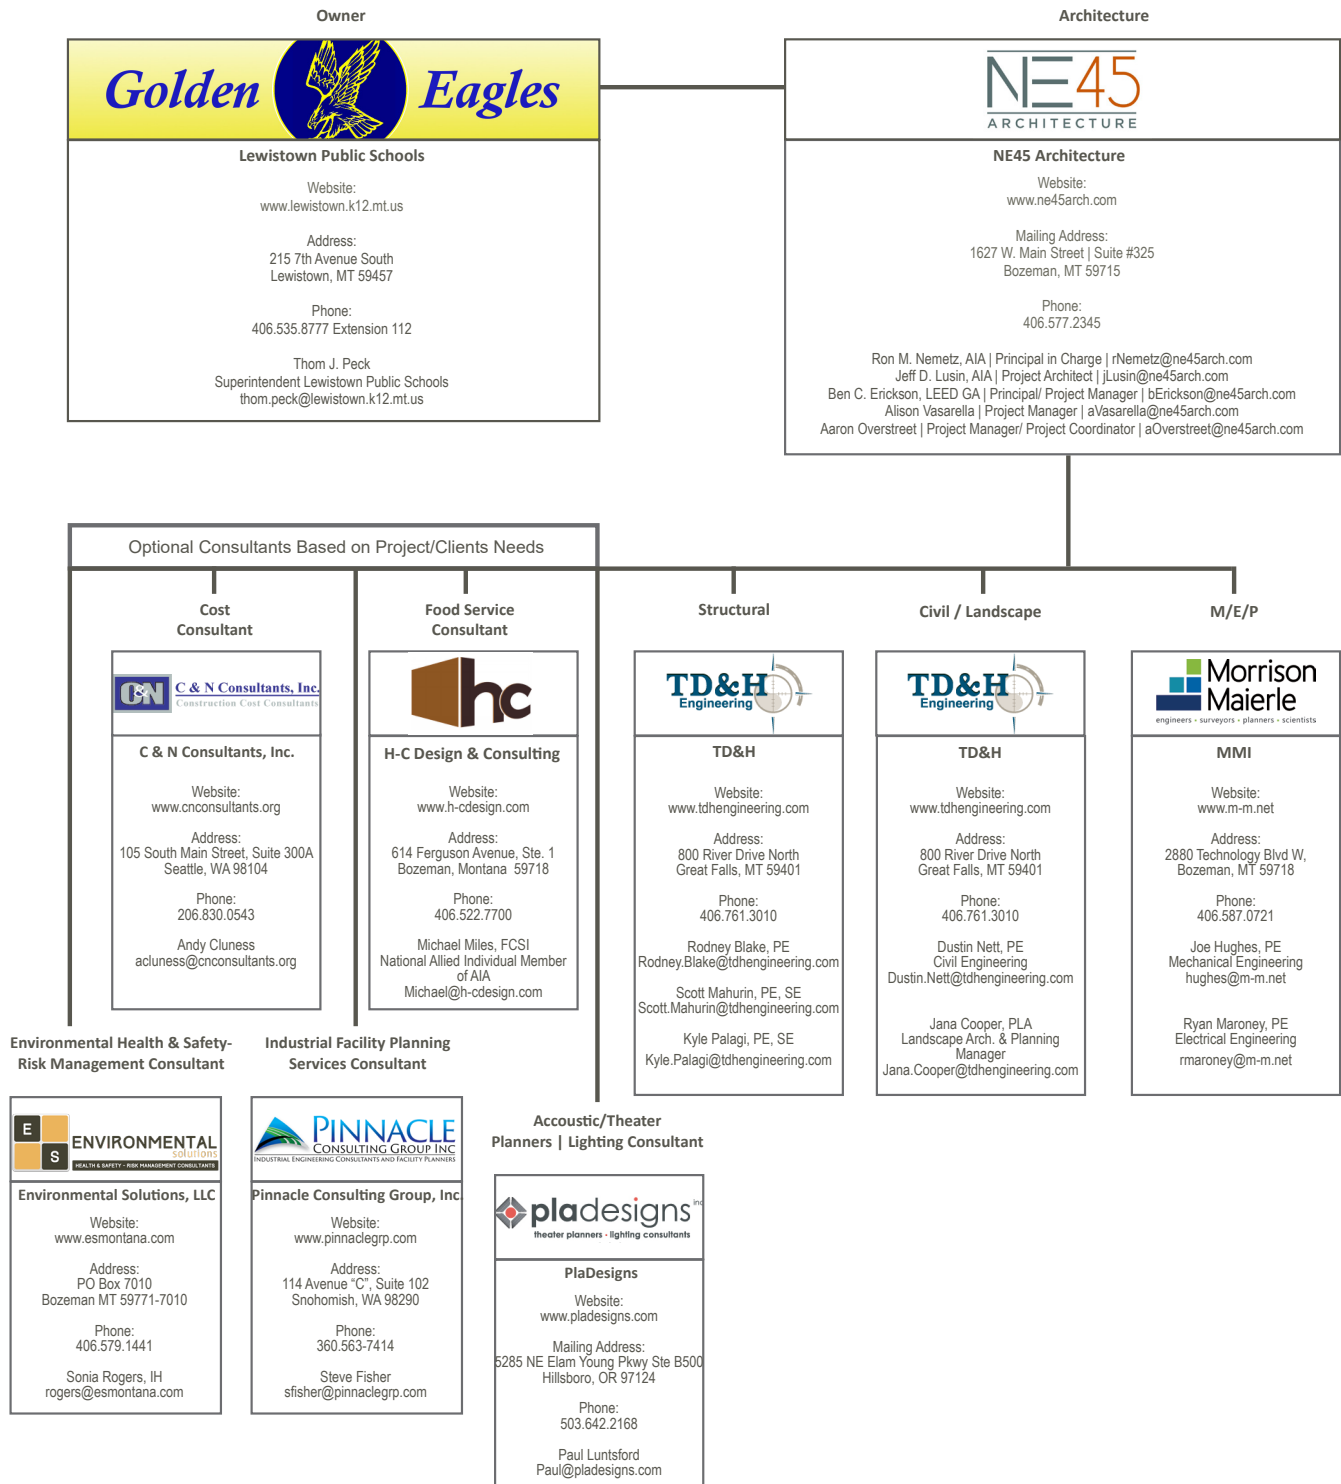 Owner
Golden Eagles
Lewistown Public Schools
Website:
www.lewistown.k12.mt.us
Address:
215 7th Avenue South
Lewistown, MT 59457
Phone:
406.535.8777 Extension 112
Thom J. Peck
Superintendent Lewistown Public Schools
thom.peck@lewistown.k12.mt.us
Architecture
NE45
ARCHITECTURE
NE45 Architecture
Website:
www.ne45arch.com
Mailing Address:
1627 W. Main Street | Suite #325
Bozeman, MT 59715
Phone:
406.577.2345
Ron M. Nemetz, AIA | Principal in Charge | rNemetz@ne45arch.com
Jeff D. Lusin, AIA | Project Architect | jLusin@ne45arch.com
Ben C. Erickson, LEED GA | Principal/ Project Manager | bErickson@ne45arch.com
Alison Vasarella | Project Manager | aVasarella@ne45arch.com
Aaron Overstreet | Project Manager/ Project Coordinator | aOverstreet@ne45arch.com
Optional Consultants Based on Project/Clients Needs
Cost
Consultant
C&N
C & N Consultants, Inc.
Construction Cost Consultants
C & N Consultants, Inc.
Website:
www.cnconsultants.org
Address:
105 South Main Street, Suite 300A
Seattle, WA 98104
Phone:
206.830.0543
Andy Cluness
acluness@cnconsultants.org
Food Service
Consultant
hc
H-C Design & Consulting
Website:
www.h-cdesign.com
Address:
614 Ferguson Avenue, Ste. 1
Bozeman, Montana  59718
Phone:
406.522.7700
Michael Miles, FCSI
National Allied Individual Member
of AIA
Michael@h-cdesign.com
Structural
TD&H
Engineering
TD&H
Website:
www.tdhengineering.com
Address:
800 River Drive North
Great Falls, MT 59401
Phone:
406.761.3010
Rodney Blake, PE
Rodney.Blake@tdhengineering.com
Scott Mahurin, PE, SE
Scott.Mahurin@tdhengineering.com
Kyle Palagi, PE, SE
Kyle.Palagi@tdhengineering.com
Civil / Landscape
TD&H
Engineering
TD&H
Website:
www.tdhengineering.com
Address:
800 River Drive North
Great Falls, MT 59401
Phone:
406.761.3010
Dustin Nett, PE
Civil Engineering
Dustin.Nett@tdhengineering.com
Jana Cooper, PLA
Landscape Arch. & Planning
Manager
Jana.Cooper@tdhengineering.com
M/E/P
Morrison
Maierle
engineers • surveyors • planners • scientists
MMI
Website:
www.m-m.net
Address:
2880 Technology Blvd W,
Bozeman, MT 59718
Phone:
406.587.0721
Joe Hughes, PE
Mechanical Engineering
hughes@m-m.net
Ryan Maroney, PE
Electrical Engineering
rmaroney@m-m.net
Environmental Health & Safety-
Risk Management Consultant
E
S
ENVIRONMENTAL
solutions
HEALTH & SAFETY - RISK MANAGEMENT CONSULTANTS
Environmental Solutions, LLC
Website:
www.esmontana.com
Address:
PO Box 7010
Bozeman MT 59771-7010
Phone:
406.579.1441
Sonia Rogers, IH
rogers@esmontana.com
Industrial Facility Planning
Services Consultant
PINNACLE
CONSULTING GROUP INC
INDUSTRIAL ENGINEERING CONSULTANTS AND FACILITY PLANNERS
Pinnacle Consulting Group, Inc.
Website:
www.pinnaclegrp.com
Address:
114 Avenue “C”, Suite 102
Snohomish, WA 98290
Phone:
360.563-7414
Steve Fisher
sfisher@pinnaclegrp.com
Accoustic/Theater
Planners | Lighting Consultant
pladesigns inc
theater planners • lighting consultants
PlaDesigns
Website:
www.pladesigns.com
Mailing Address:
5285 NE Elam Young Pkwy Ste B500
Hillsboro, OR 97124
Phone:
503.642.2168
Paul Luntsford
Paul@pladesigns.com